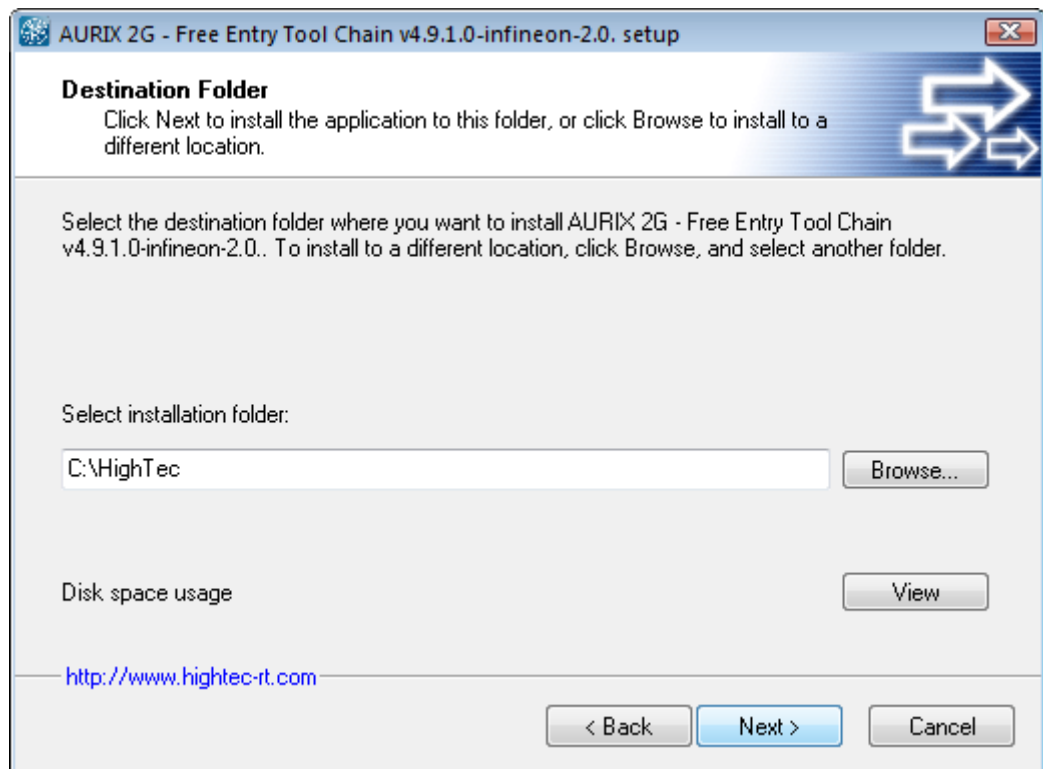 AURIX 2G - Free Entry Tool Chain v4.9.1.0-infineon-2.0. setup
Destination Folder
Click Next to install the application to this folder, or click Browse to install to a
different location.
Select the destination folder where you want to install AURIX 2G - Free Entry Tool Chain
v4.9.1.0-infineon-2.0.. To install to a different location, click Browse, and select another folder.
Select installation folder:
C:\HighTec
Browse...
Disk space usage
View
http://www.hightec-rt.com
< Back
Next >
Cancel